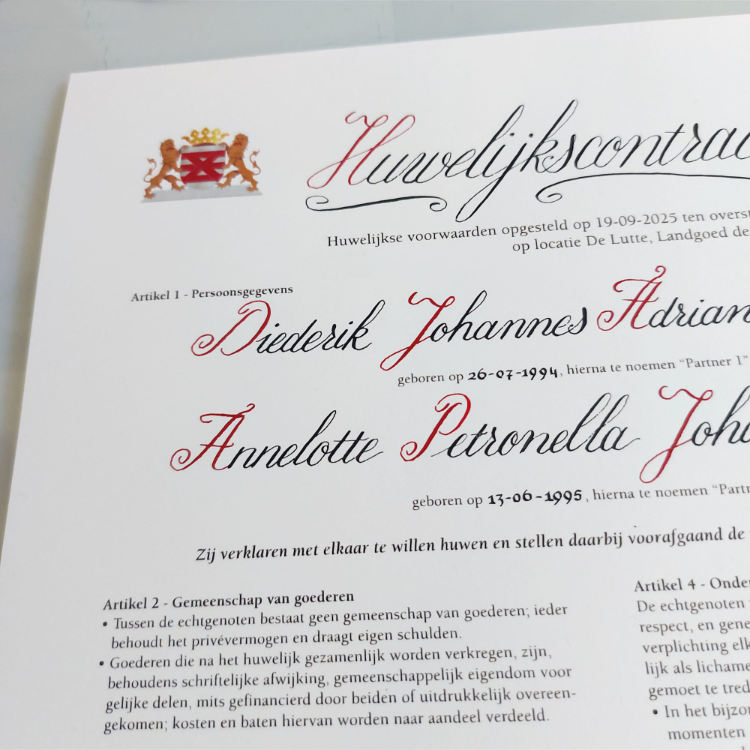 Huwelijkscontrac
Huwelijkse voorwaarden opgesteld op 19-09-2025 ten overst
op locatie De Lutte, Landgoed de
Artikel 1 - Persoonsgegevens
Diederik Johannes Adrian
geboren op 26-07-1994, hierna te noemen “Partner 1”
Annelotte Petronella Joha
geboren op 13-06-1995, hierna te noemen “Partn
Zij verklaren met elkaar te willen huwen en stellen daarbij voorafgaand de
Artikel 2 - Gemeenschap van goederen
• Tussen de echtgenoten bestaat geen gemeenschap van goederen; ieder
behoudt het privévermogen en draagt eigen schulden.
• Goederen die na het huwelijk gezamenlijk worden verkregen, zijn,
behoudens schriftelijke afwijking, gemeenschappelijk eigendom voor
gelijke delen, mits gefinancierd door beiden of uitdrukkelijk overeen-
gekomen; kosten en baten hiervan worden naar aandeel verdeeld.
Artikel 4 - Onder
De echtgenoten
respect, en gene
verplichting elk
lijk als lichame
gemoet te tred
• In het bijzo
momenten